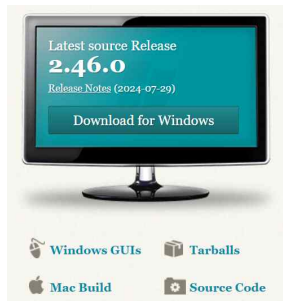 Latest source Release
2.46.0
Release Notes (2024-07-29)
Download for Windows
Windows GUIs
Tarballs
Mac Build
Source Code